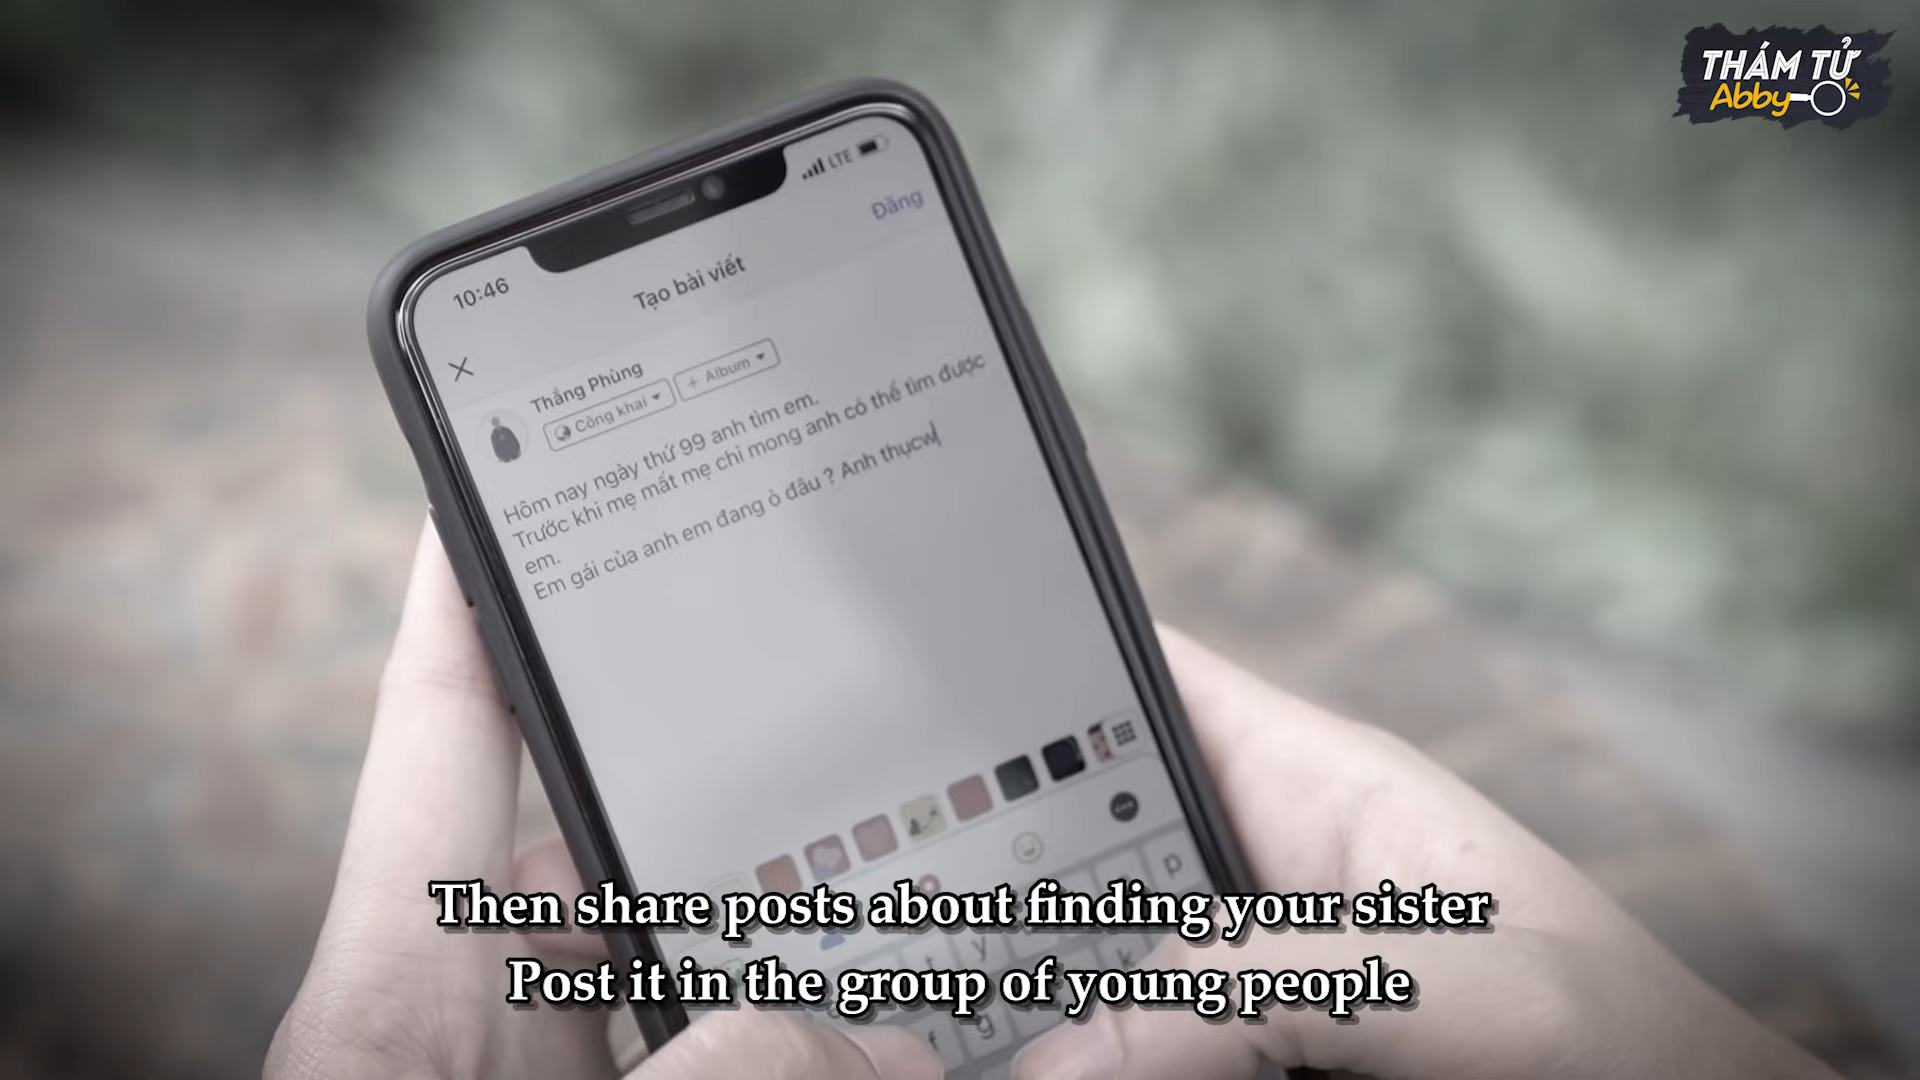 THÁM TỬ
Abby
10:46
LTE
Đăng
Tạo bài viết
Thắng Phùng
Công khai
+ Album
Hôm nay ngày thứ 99 anh tìm em.
Trước khi mẹ mất mẹ chỉ mong anh có thể tìm được
em.
Em gái của anh em đang ở đâu ? Anh thụcw
p
y
t
k
g
f
Then share posts about finding your sister
Post it in the group of young people